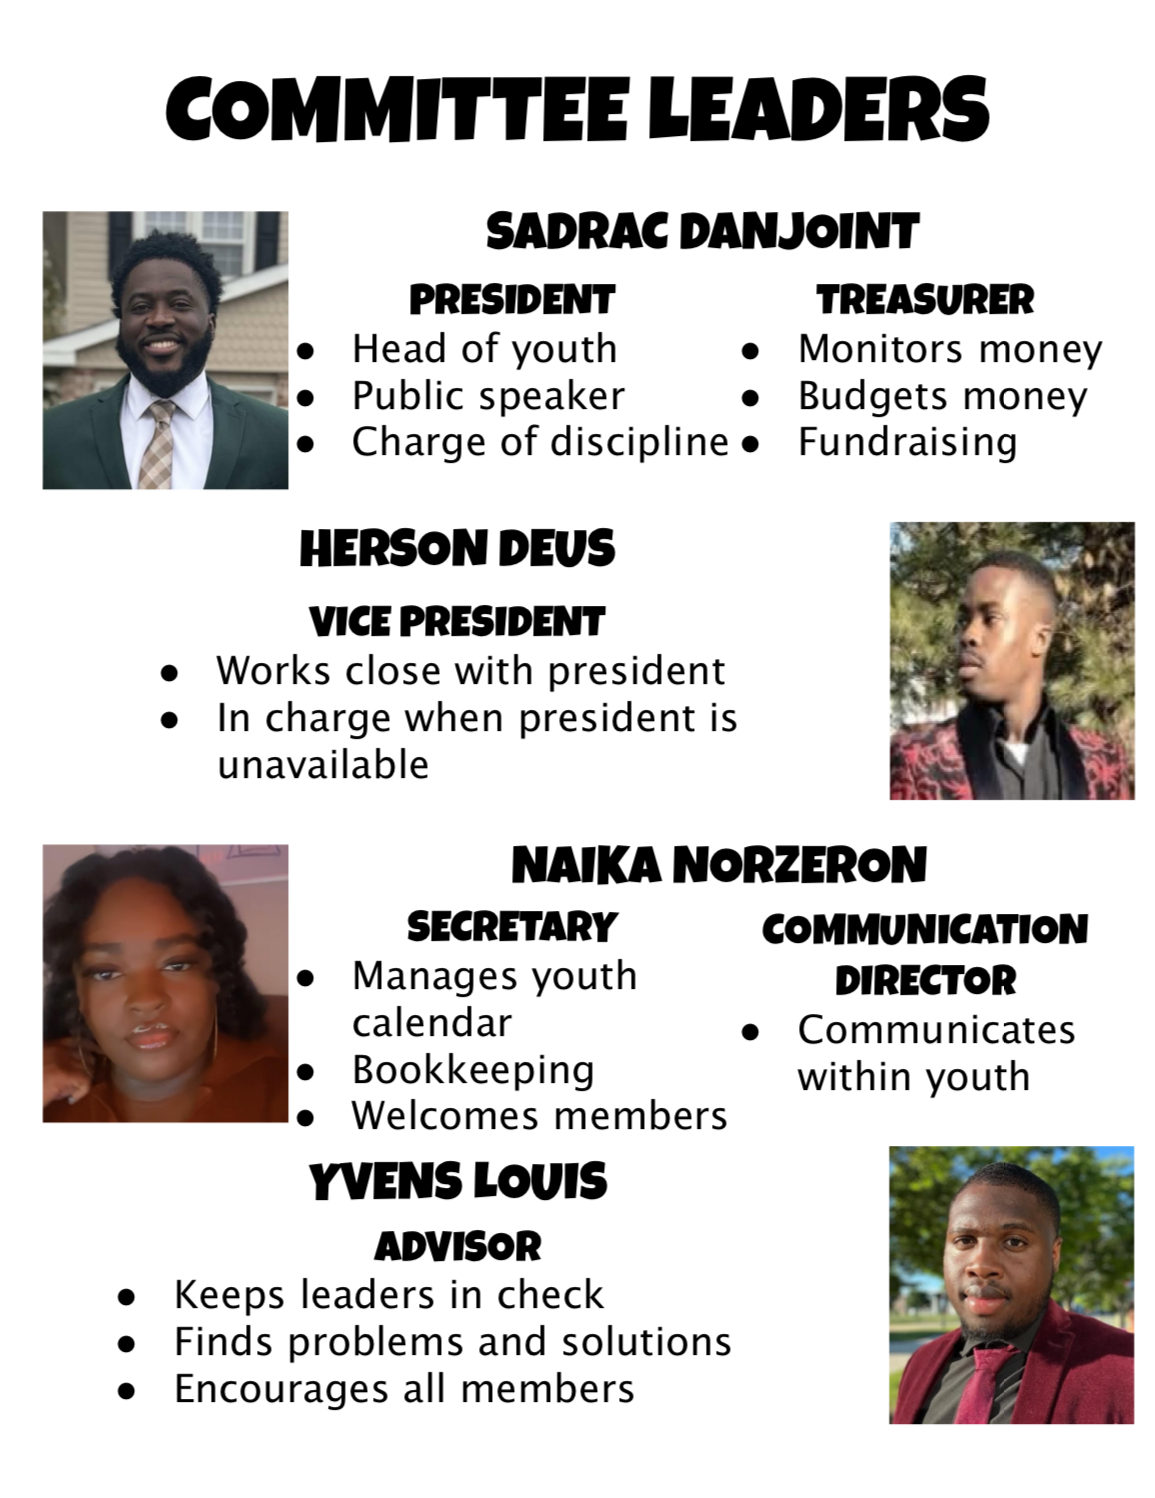 COMMITTEE LEADERS
SADRAC DANJOINT
PRESIDENT
● Head of youth
● Public speaker
● Charge of discipline
TREASURER
● Monitors money
● Budgets money
● Fundraising
HERSON DEUS
VICE PRESIDENT
● Works close with president
● In charge when president is
unavailable
NAIKA NORZERON
SECRETARY
● Manages youth
calendar
● Bookkeeping
● Welcomes members
COMMUNICATION
DIRECTOR
● Communicates
within youth
YVENS LOUIS
ADVISOR
● Keeps leaders in check
● Finds problems and solutions
● Encourages all members